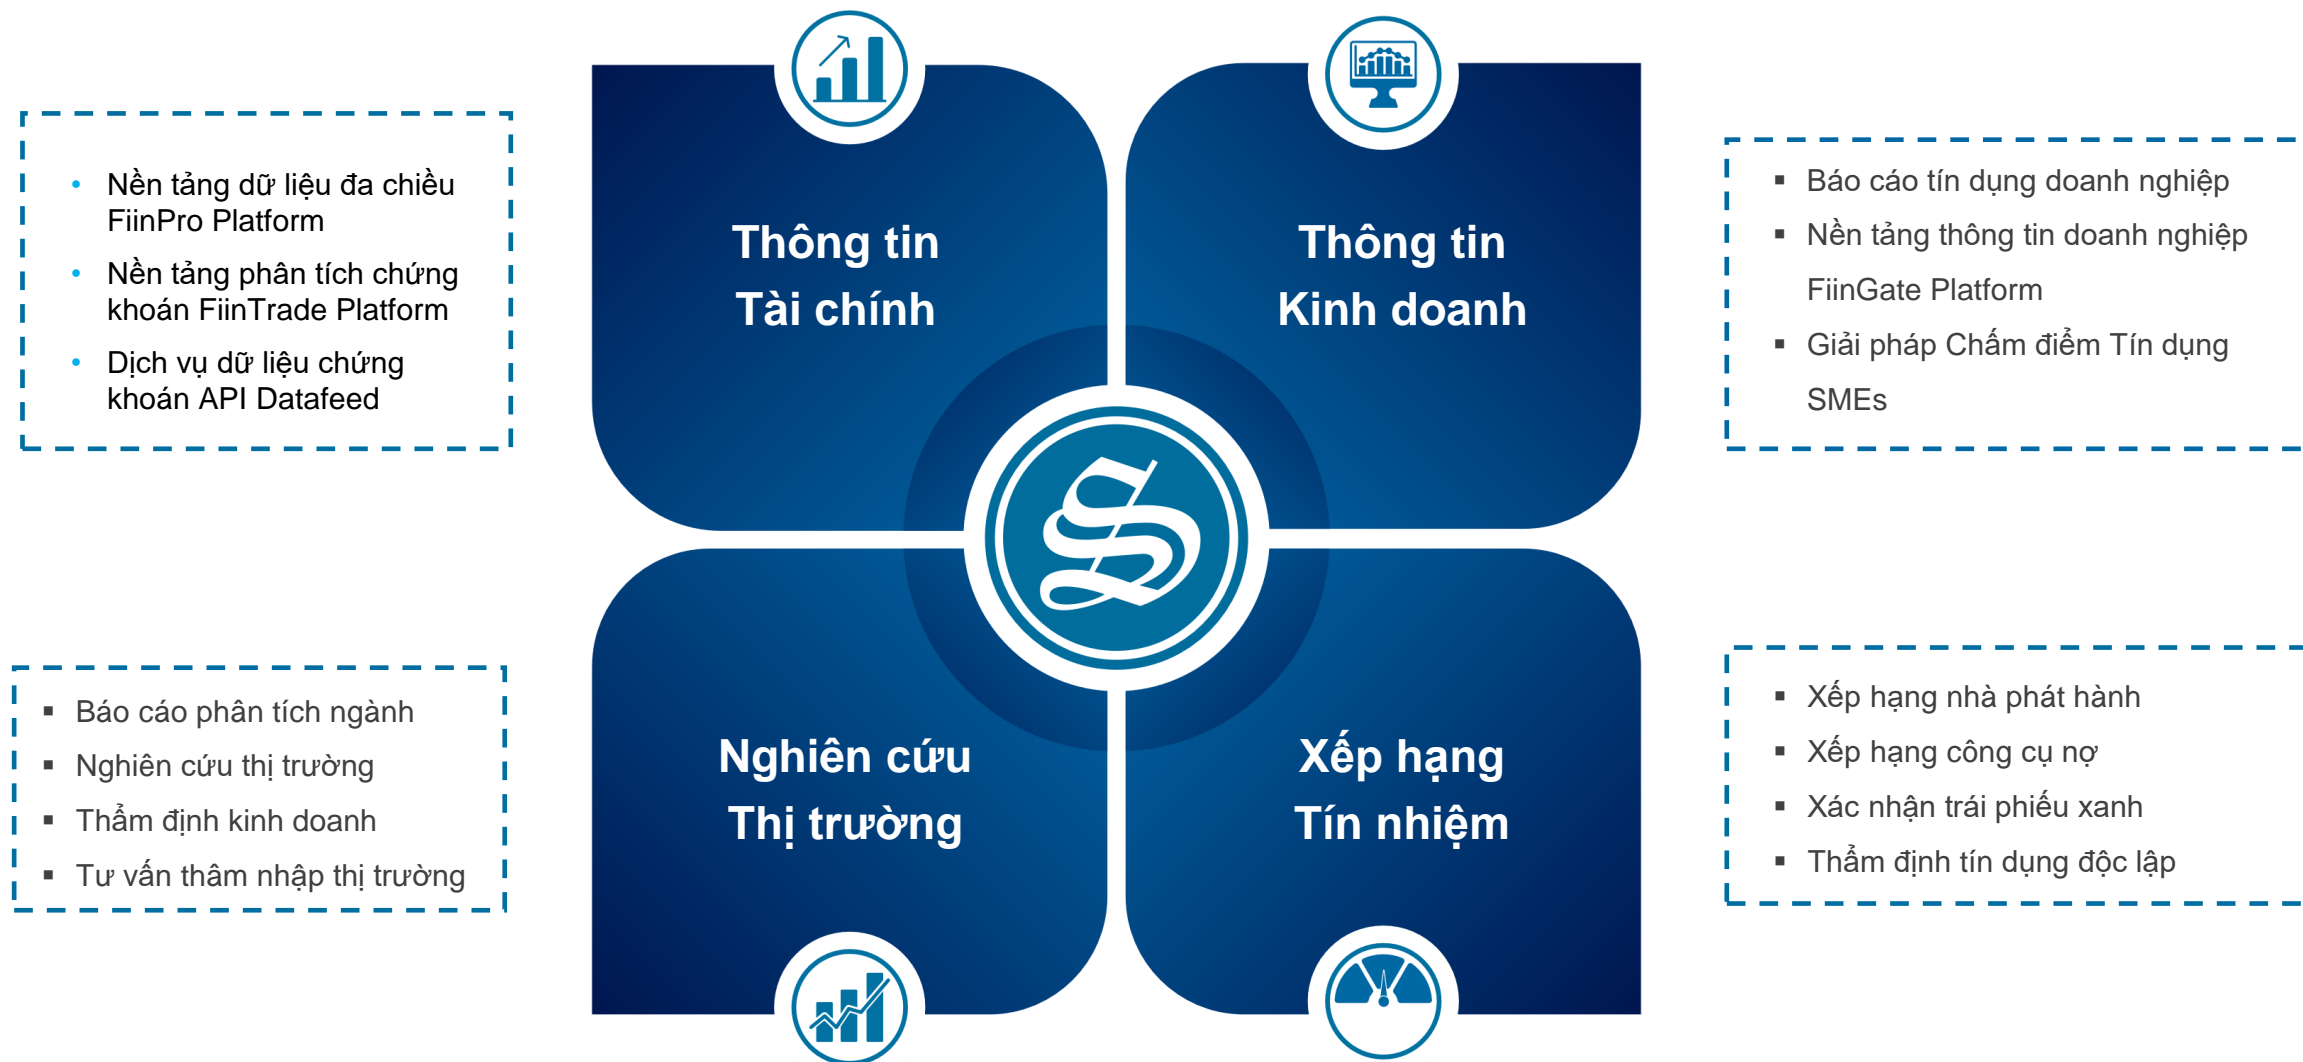 Nền tảng dữ liệu đa chiều
FiinPro Platform
Nền tảng phân tích chứng
khoán FiinTrade Platform
Dịch vụ dữ liệu chứng
khoán API Datafeed
Thông tin
Tài chính
Thông tin
Kinh doanh
Báo cáo tín dụng doanh nghiệp
Nền tảng thông tin doanh nghiệp
FiinGate Platform
Giải pháp Chấm điểm Tín dụng
SMEs
S
Báo cáo phân tích ngành
Nghiên cứu thị trường
Thẩm định kinh doanh
Tư vấn thâm nhập thị trường
Nghiên cứu
Thị trường
Xếp hạng
Tín nhiệm
Xếp hạng nhà phát hành
Xếp hạng công cụ nợ
Xác nhận trái phiếu xanh
Thẩm định tín dụng độc lập